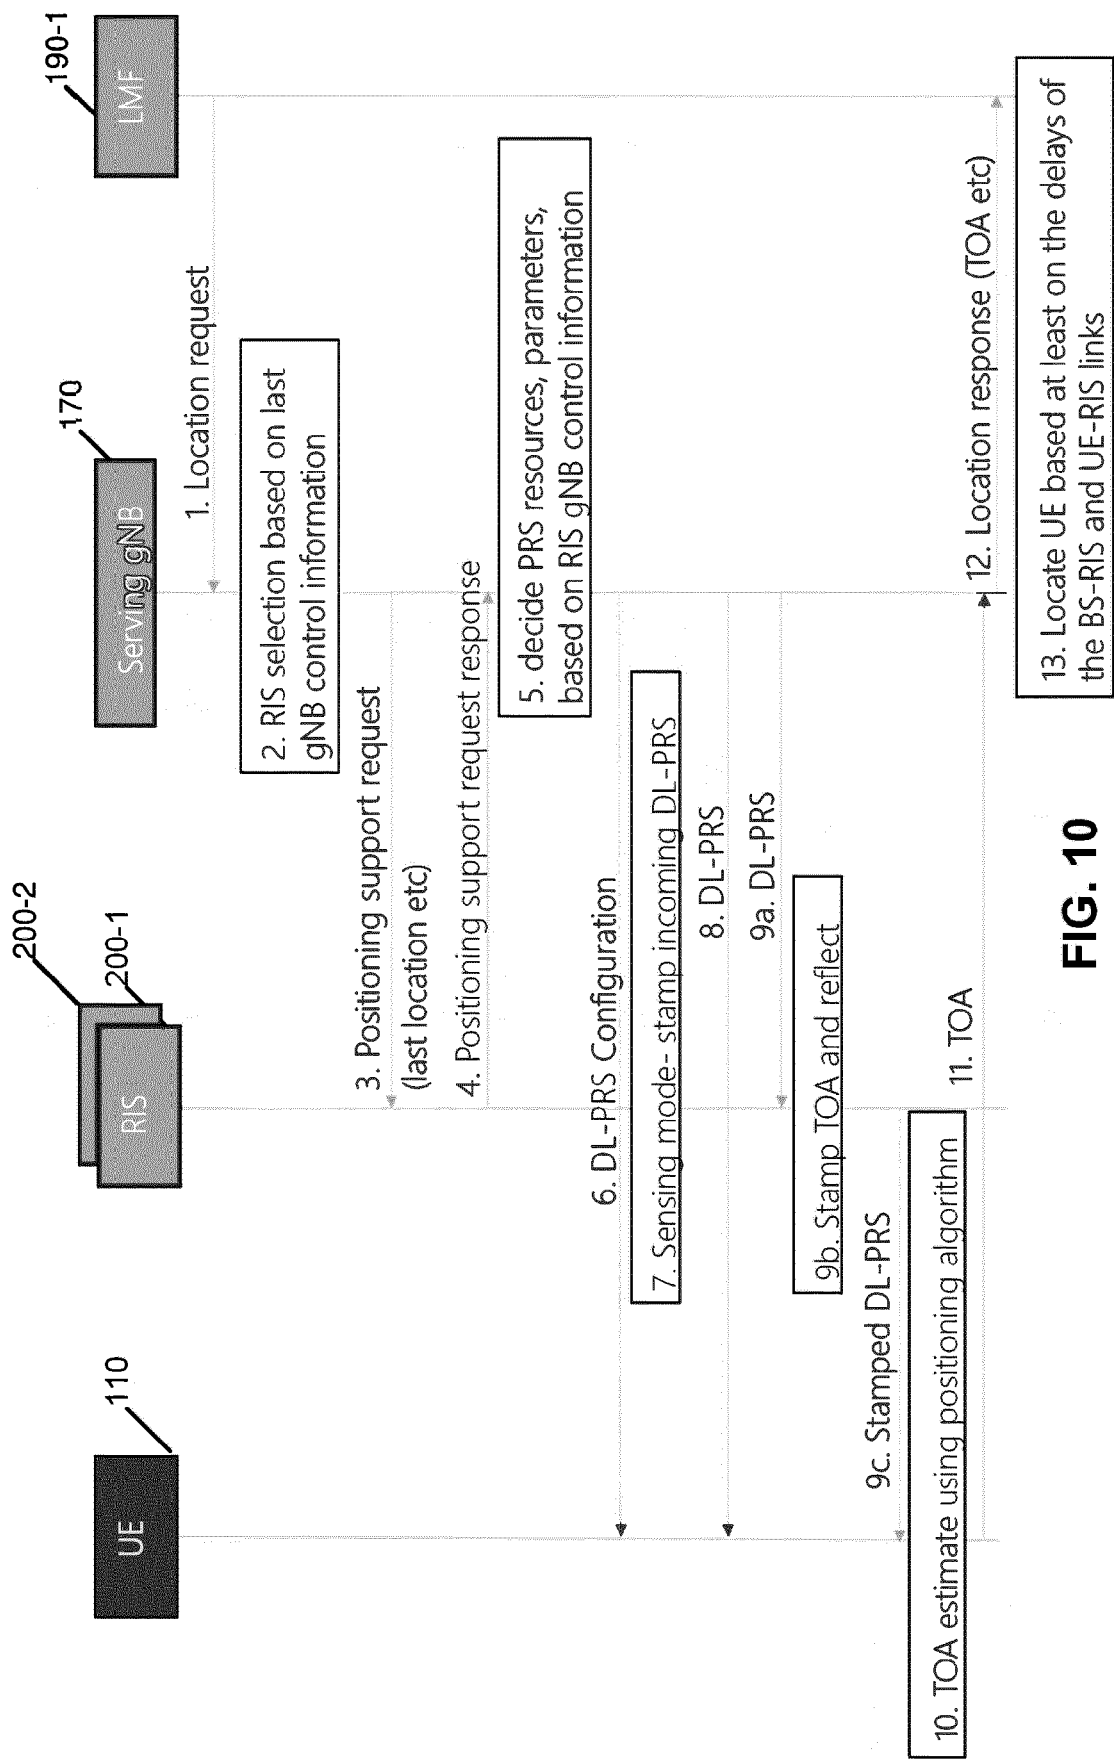 UE
110
RIS
200-2
200-1
Serving gNB
170
LMF
190-1
1. Location request
2. RIS selection based on last
gNB control information
3. Positioning support request
(last location etc)
4. Positioning support request response
5. decide PRS resources, parameters,
based on RIS gNB control information
6. DL-PRS Configuration
7. Sensing mode- stamp incoming DL-PRS
8. DL-PRS
9a. DL-PRS
9b. Stamp TOA and reflect
9c. Stamped DL-PRS
10. TOA estimate using positioning algorithm
11. TOA
12. Location response (TOA etc)
13. Locate UE based at least on the delays of
the BS-RIS and UE-RIS links
FIG. 10